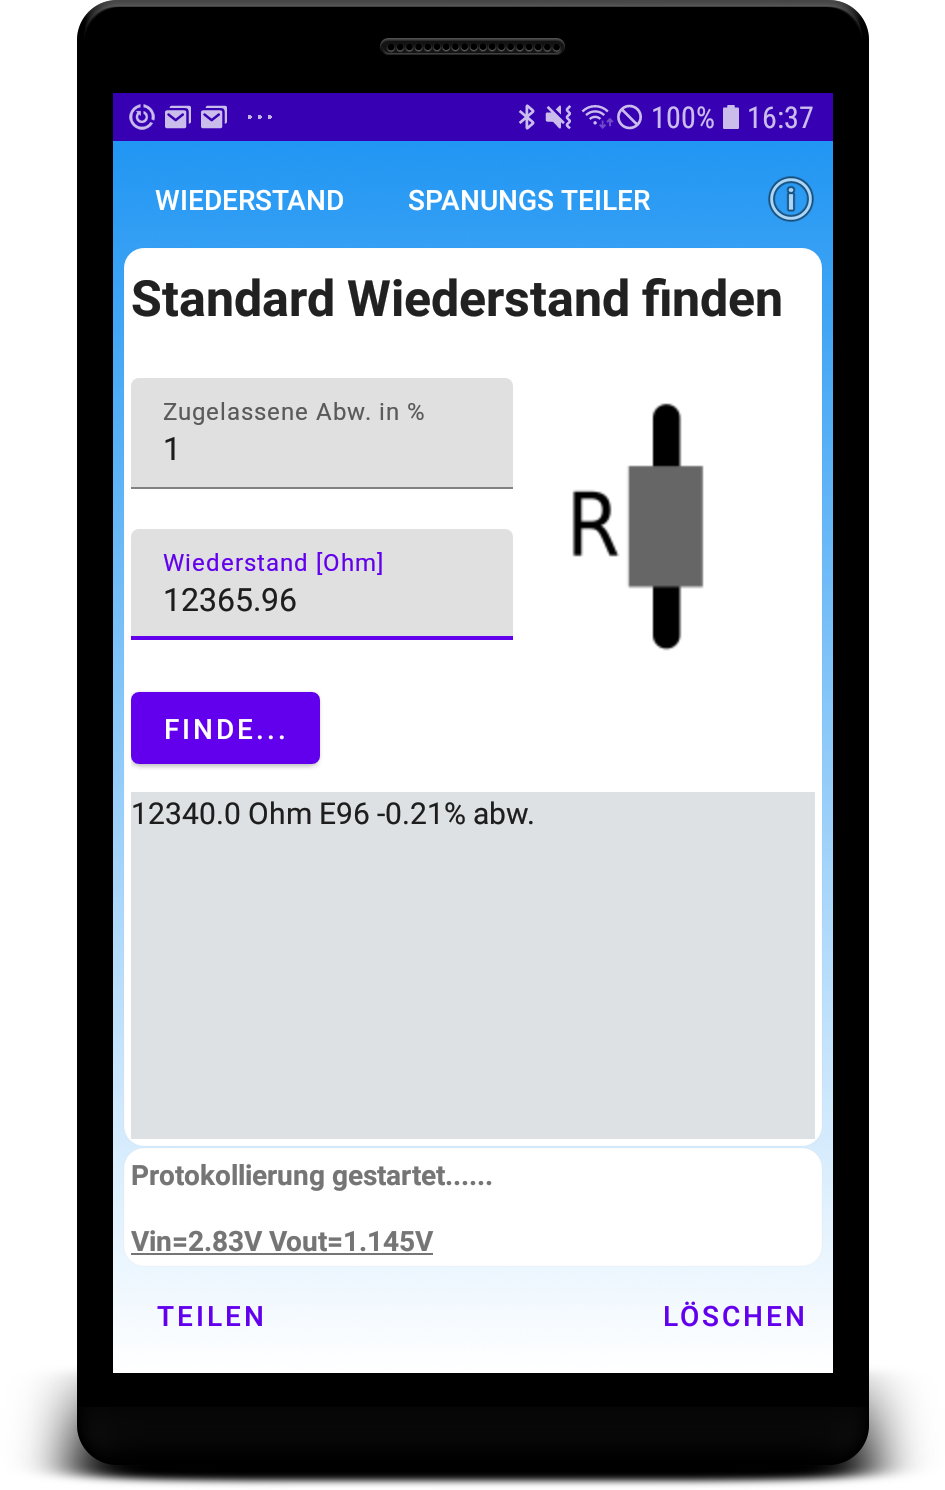 100% 16:37
WIEDERSTAND SPANUNGS TEILER
Standard Wiederstand finden
Zugelassene Abw. in %
1
R
Wiederstand [Ohm]
12365.96
FINDE...
12340.0 Ohm E96 -0.21% abw.
Protokollierung gestartet......
Vin=2.83V Vout=1.145V
TEILEN LÖSCHEN